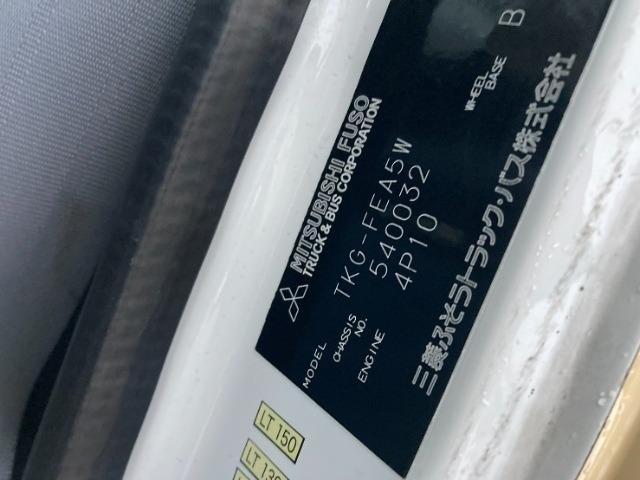 MITSUBISHI FUSO
TRUCK & BUS CORPORATION
MODEL TKG-FEA5W
CHASSIS NO. 540032
ENGINE 4P10
WHEEL BASE B
三菱ふそうトラック・バス株式会社
LT 150